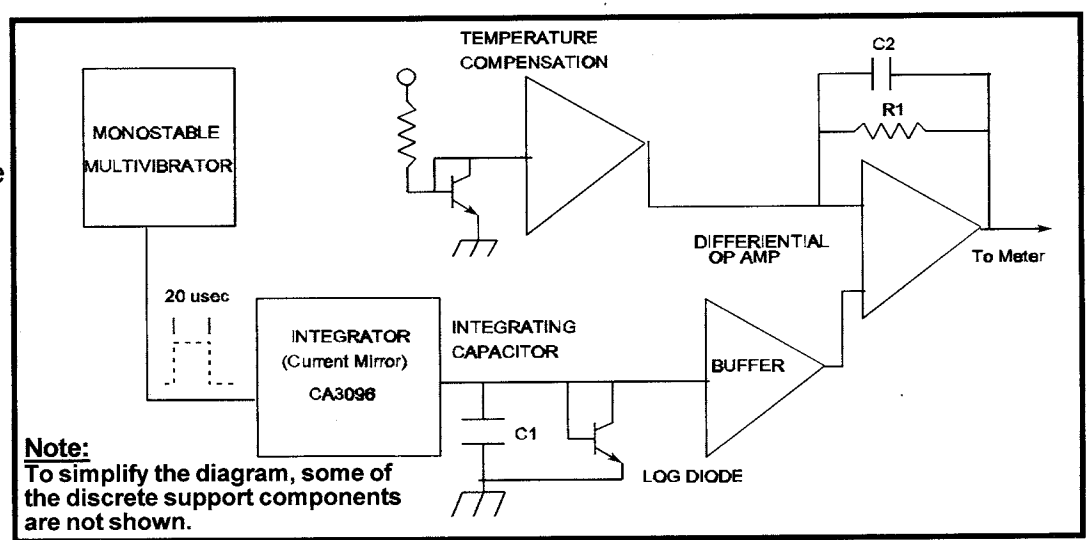 TEMPERATURE
COMPENSATION
C2
R1
MONOSTABLE
MULTIVIBRATOR
e
DIFFERENTIAL
OP AMP
To Meter
20 usec
INTEGRATOR
(Current Mirror)
CA3096
INTEGRATING
CAPACITOR
BUFFER
C1
LOG DIODE
Note:
To simplify the diagram, some of
the discrete support components
are not shown.